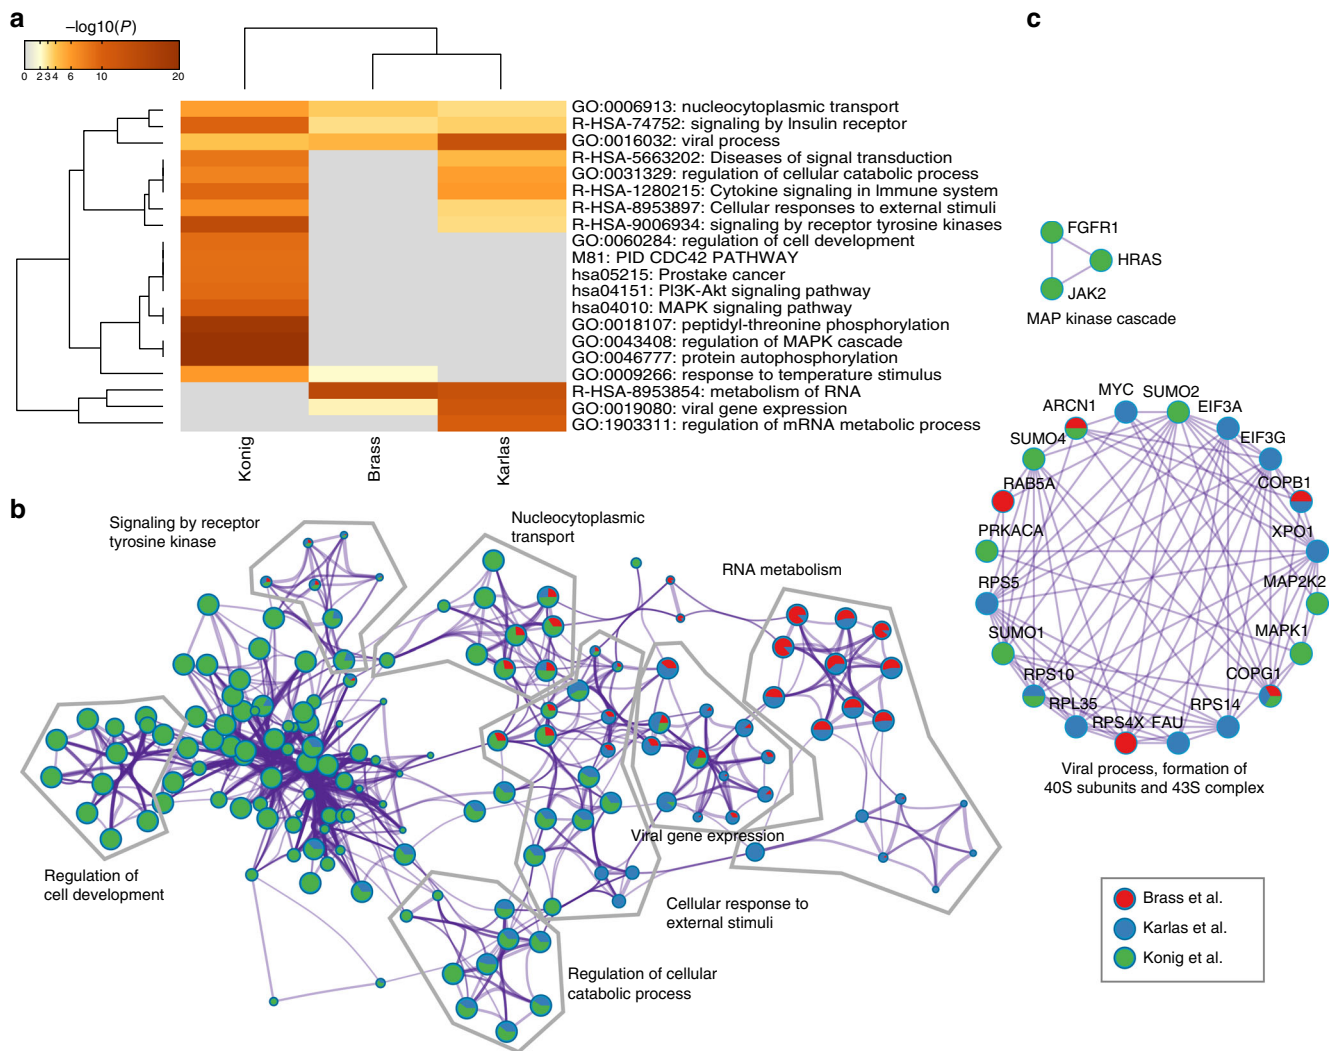 a
−log10(P)
0 2 3 4 6 10 20
GO:0006913: nucleocytoplasmic transport
R-HSA-74752: signaling by Insulin receptor
GO:0016032: viral process
R-HSA-5663202: Diseases of signal transduction
GO:0031329: regulation of cellular catabolic process
R-HSA-1280215: Cytokine signaling in Immune system
R-HSA-8953897: Cellular responses to external stimuli
R-HSA-9006934: signaling by receptor tyrosine kinases
GO:0060284: regulation of cell development
M81: PID CDC42 PATHWAY
hsa05215: Prostake cancer
hsa04151: PI3K-Akt signaling pathway
hsa04010: MAPK signaling pathway
GO:0018107: peptidyl-threonine phosphorylation
GO:0043408: regulation of MAPK cascade
GO:0046777: protein autophosphorylation
GO:0009266: response to temperature stimulus
R-HSA-8953854: metabolism of RNA
GO:0019080: viral gene expression
GO:1903311: regulation of mRNA metabolic process
Konig
Brass
Karlas
b
Signaling by receptor
tyrosine kinase
Nucleocytoplasmic
transport
RNA metabolism
Viral gene expression
Regulation of
cell development
Cellular response to
external stimuli
Regulation of cellular
catabolic process
c
FGFR1
HRAS
JAK2
MAP kinase cascade
MYC
SUMO2
ARCN1
EIF3A
SUMO4
EIF3G
RAB5A
COPB1
PRKACA
XPO1
RPS5
MAP2K2
SUMO1
MAPK1
RPS10
COPG1
RPL35
RPS14
RPS4X
FAU
Viral process, formation of
40S subunits and 43S complex
Brass et al.
Karlas et al.
Konig et al.